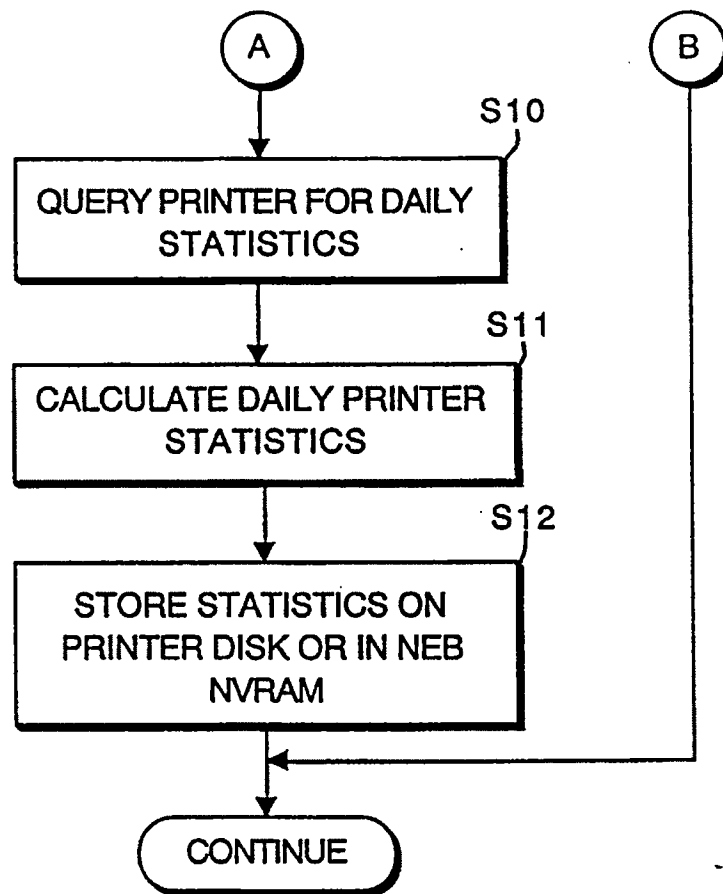 A
B
S10
QUERY PRINTER FOR DAILY
STATISTICS
S11
CALCULATE DAILY PRINTER
STATISTICS
S12
STORE STATISTICS ON
PRINTER DISK OR IN NEB
NVRAM
CONTINUE